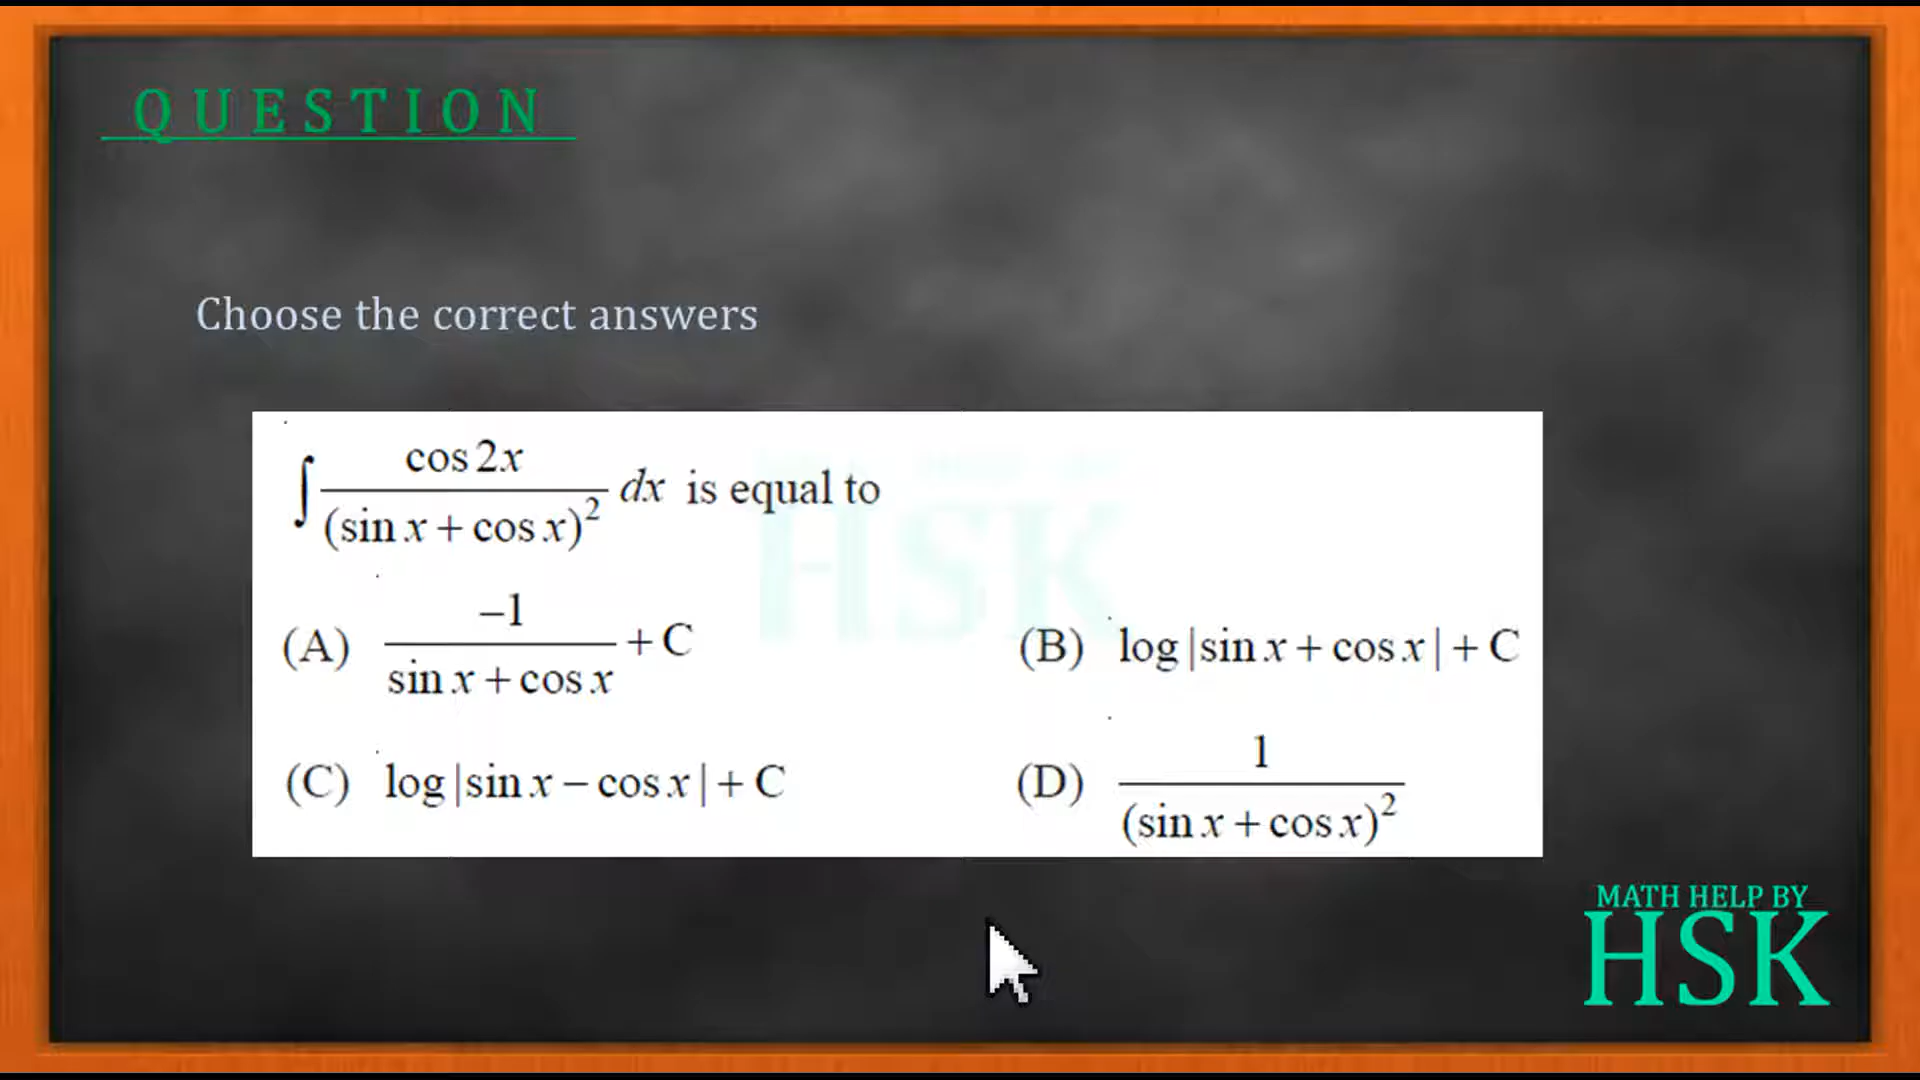 QUESTION
Choose the correct answers
∫ cos 2x / (sin x + cos x)² dx is equal to
(A) –1 / (sin x + cos x) + C
(B) log |sin x + cos x| + C
(C) log |sin x – cos x| + C
(D) 1 / (sin x + cos x)²
MATH HELP BY
HSK
HSK